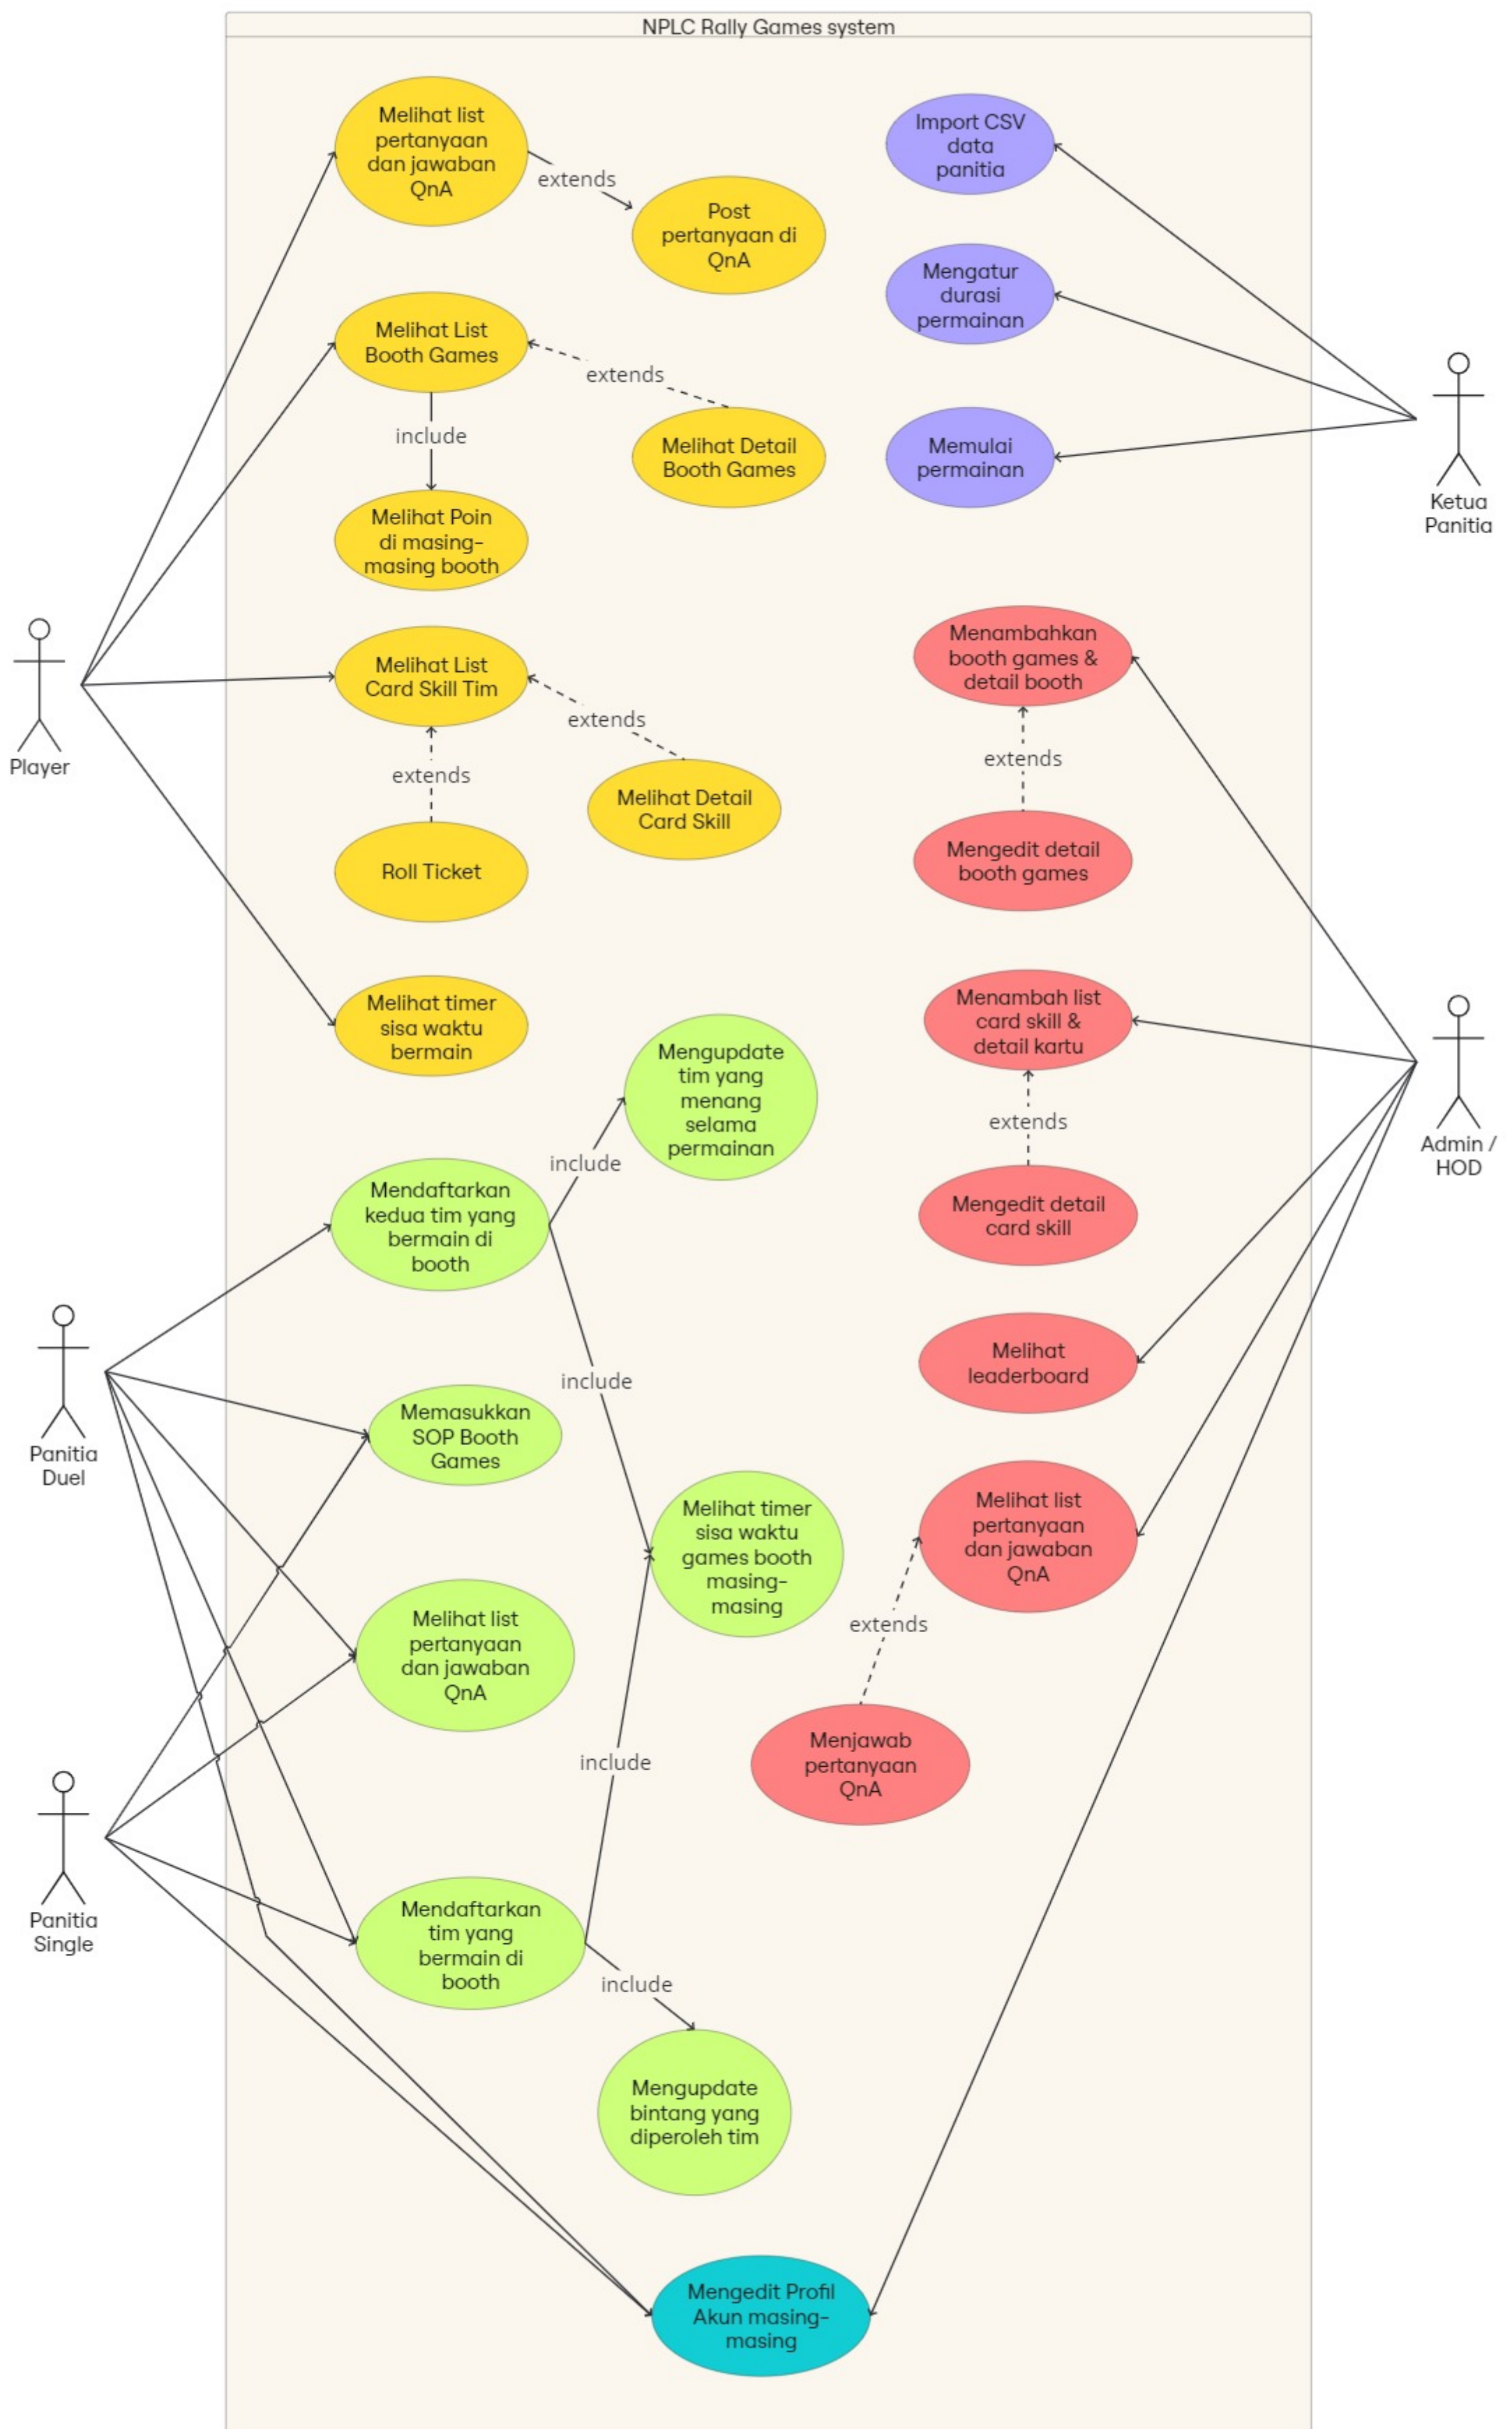 NPLC Rally Games system
Melihat list
pertanyaan
dan jawaban
QnA
extends
Post
pertanyaan di
QnA
Import CSV
data
panitia
Mengatur
durasi
permainan
Melihat List
Booth Games
extends
include
Melihat Detail
Booth Games
Memulai
permainan
Ketua
Panitia
Melihat Poin
di masing-
masing booth
Melihat List
Card Skill Tim
extends
extends
Melihat Detail
Card Skill
Roll Ticket
Player
Menambahkan
booth games &
detail booth
extends
Mengedit detail
booth games
Melihat timer
sisa waktu
bermain
Menambah list
card skill &
detail kartu
extends
Mengedit detail
card skill
Admin /
HOD
Mengupdate
tim yang
menang
selama
permainan
include
Mendaftarkan
kedua tim yang
bermain di
booth
include
Melihat
leaderboard
Panitia
Duel
Memasukkan
SOP Booth
Games
Melihat timer
sisa waktu
games booth
masing-
masing
Melihat list
pertanyaan
dan jawaban
QnA
extends
Melihat list
pertanyaan
dan jawaban
QnA
Menjawab
pertanyaan
QnA
include
Panitia
Single
Mendaftarkan
tim yang
bermain di
booth
include
Mengupdate
bintang yang
diperoleh tim
Mengedit Profil
Akun masing-
masing